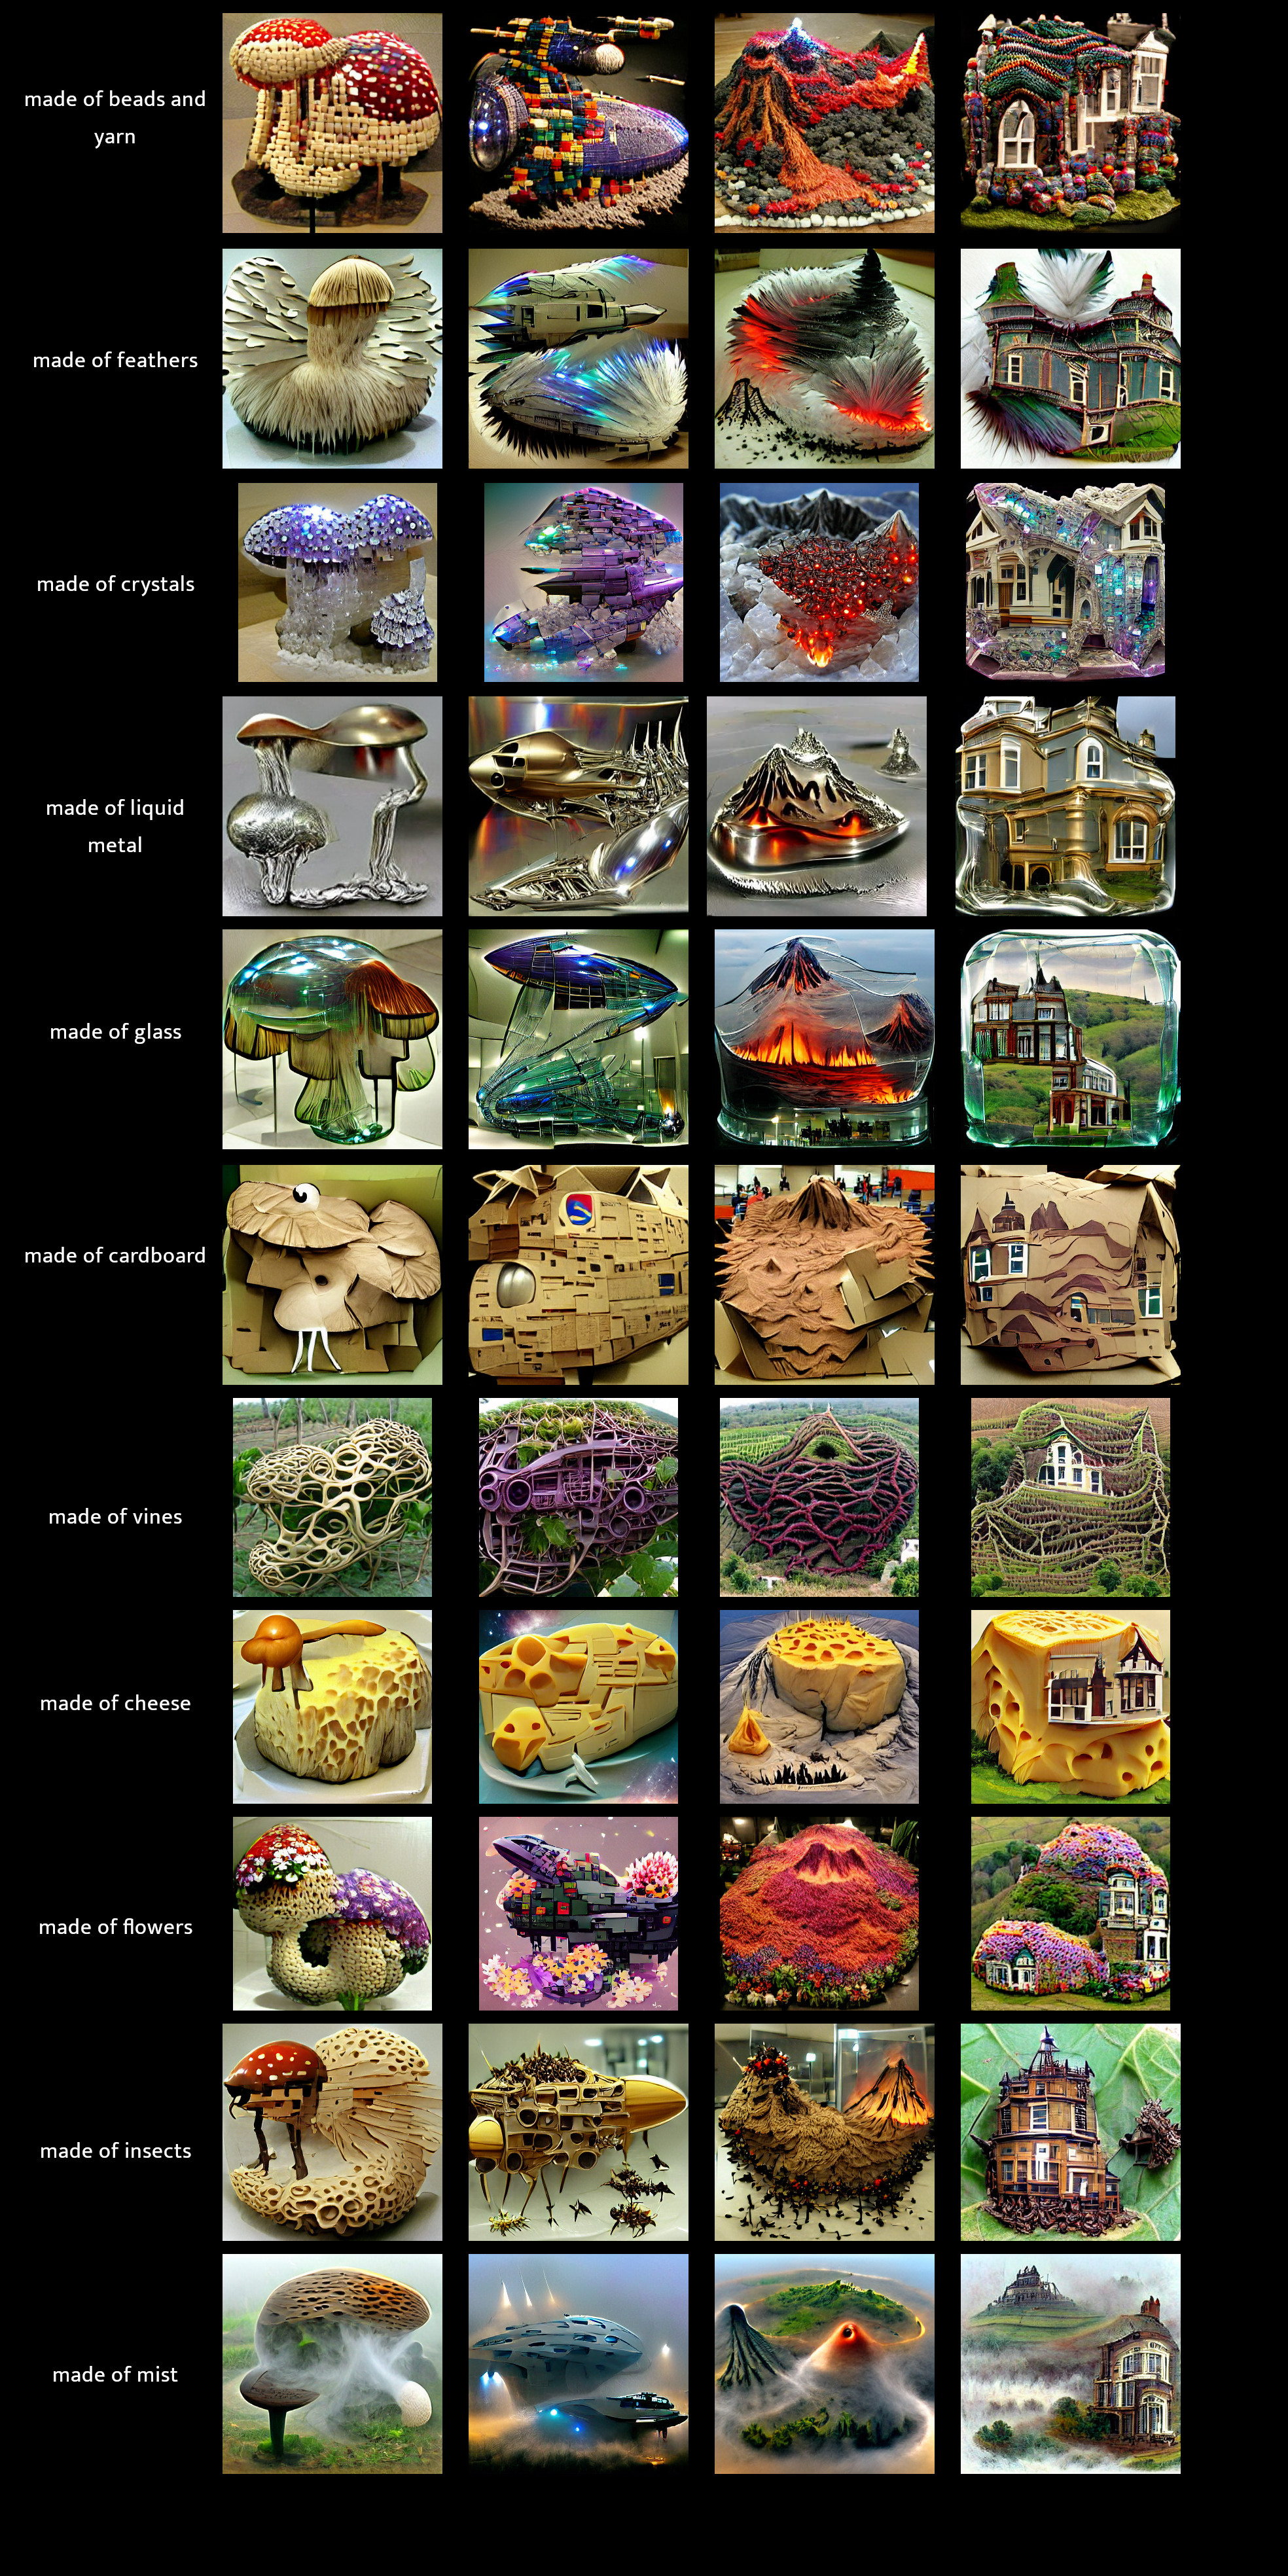 made of beads and
yarn
made of feathers
made of crystals
made of liquid
metal
made of glass
made of cardboard
made of vines
made of cheese
made of flowers
made of insects
made of mist